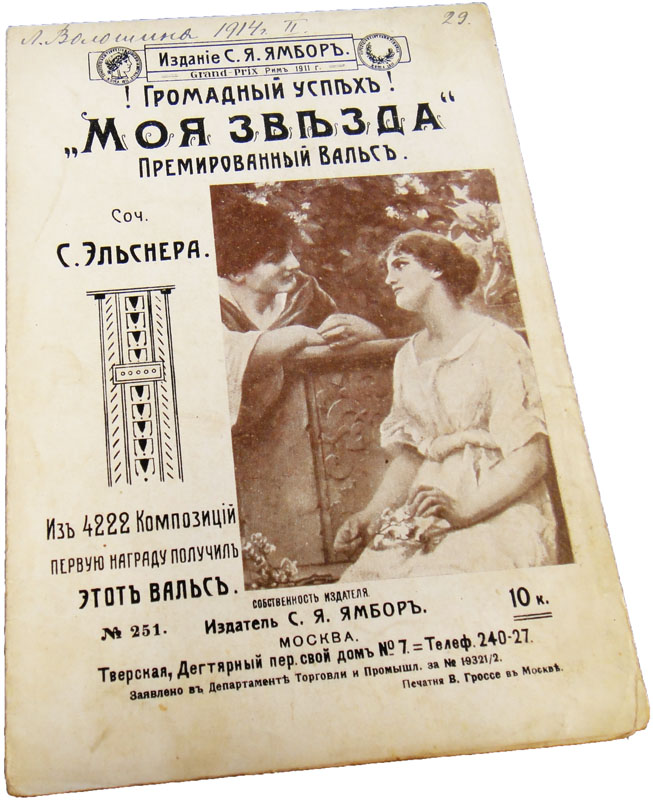 Л. Волошина 1914 г. II. 29.
Изданіе С. Я. ЯМБОРЪ.
Grand-Prix Римъ 1911 г.
! Громадный успѣхъ !
„Моя звѣзда“
Премированный Вальсъ.
Соч.
С. Эльснера.
Изъ 4222 Композицій
первую награду получилъ
этотъ вальсъ.
Собственность издателя
№ 251. Издатель С. Я. ЯМБОРЪ. 10 к.
МОСКВА.
Тверская, Дегтярный пер. свой домъ № 7. = Телеф. 240-27.
Заявлено въ Департаментѣ Торговли и Промышл. за № 19321/2.
Печатня В. Гроссе въ Москвѣ.